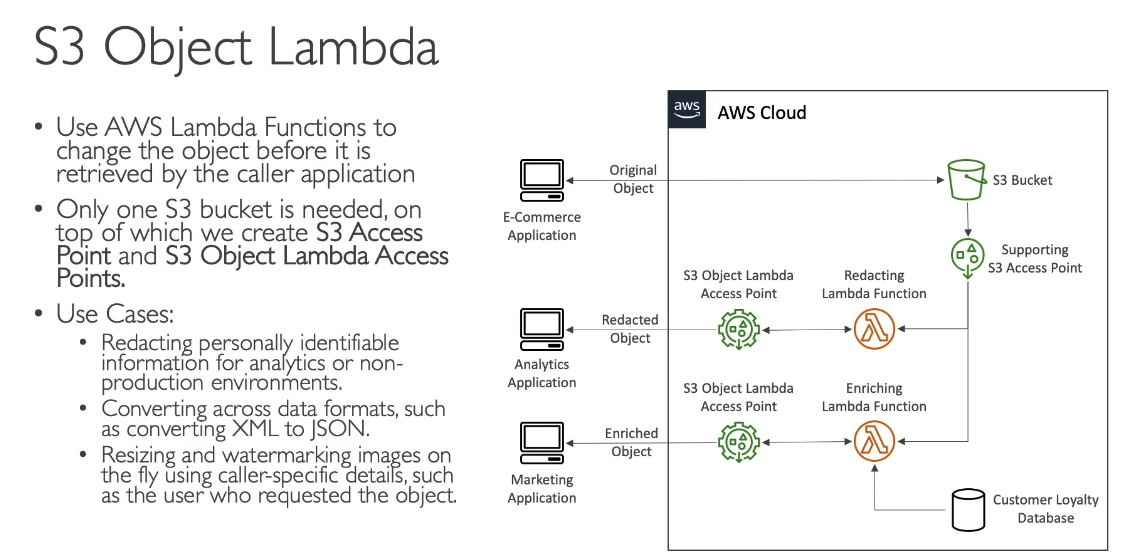 S3 Object Lambda
• Use AWS Lambda Functions to
change the object before it is
retrieved by the caller application
• Only one S3 bucket is needed, on
top of which we create S3 Access
Point and S3 Object Lambda Access
Points.
• Use Cases:
• Redacting personally identifiable
information for analytics or non-
production environments.
• Converting across data formats, such
as converting XML to JSON.
• Resizing and watermarking images on
the fly using caller-specific details, such
as the user who requested the object.
aws
AWS Cloud
E-Commerce
Application
Original
Object
S3 Bucket
Supporting
S3 Access Point
S3 Object Lambda
Access Point
Redacting
Lambda Function
Redacted
Object
Analytics
Application
S3 Object Lambda
Access Point
Enriching
Lambda Function
Enriched
Object
Marketing
Application
Customer Loyalty
Database